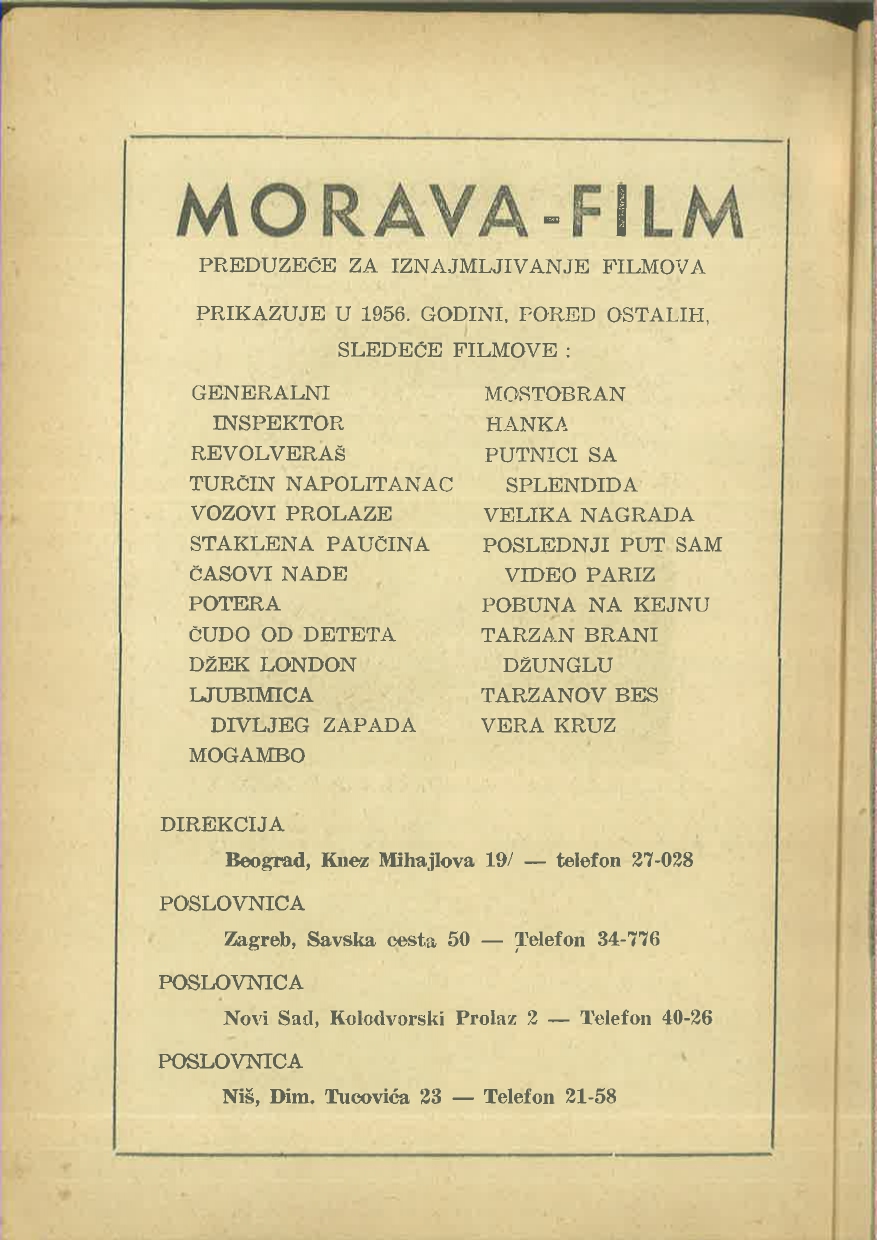 MORAVA-FILM
PREDUZEĆE ZA IZNAJMLJIVANJE FILMOVA
PRIKAZUJE U 1956. GODINI, PORED OSTALIH,
SLEDEĆE FILMOVE :
GENERALNI
INSPEKTOR
REVOLVERAŠ
TURČIN NAPOLITANAC
VOZOVI PROLAZE
STAKLENA PAUČINA
ČASOVI NADE
POTERA
ČUDO OD DETETA
DŽEK LONDON
LJUBIMICA
DIVLJEG ZAPADA
MOGAMBO
MOSTOBRAN
HANKA
PUTNICI SA
SPLENDIDA
VELIKA NAGRADA
POSLEDNJI PUT SAM
VIDEO PARIZ
POBUNA NA KEJNU
TARZAN BRANI
DŽUNGLU
TARZANOV BES
VERA KRUZ
DIREKCIJA
Beograd, Knez Mihajlova 19/ — telefon 27-028
POSLOVNICA
Zagreb, Savska cesta 50 — Telefon 34-776
POSLOVNICA
Novi Sad, Kolodvorski Prolaz 2 — Telefon 40-26
POSLOVNICA
Niš, Dim. Tucovića 23 — Telefon 21-58